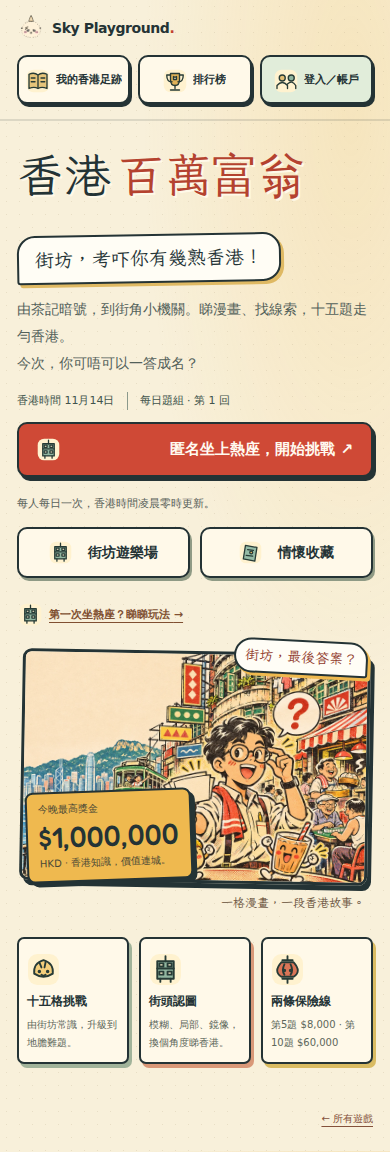 Sky Playground.
我的香港足跡
排行榜
登入／帳戶
香港百萬富翁
街坊，考吓你有幾熟香港！
由茶記暗號，到街角小機關。睇漫畫、找線索，十五題走
勻香港。
今次，你可唔可以一答成名？
香港時間 11月14日
每日題組 · 第 1 回
匿名坐上熱座，開始挑戰 ↗
每人每日一次，香港時間凌晨零時更新。
街坊遊樂場
情懷收藏
第一次坐熱座？睇睇玩法 →
街坊，最後答案？
?
今晚最高獎金
$1,000,000
HKD · 香港知識，價值連城。
一格漫畫，一段香港故事。
十五格挑戰
由街坊常識，升級到
地膽難題。
街頭認圖
模糊、局部、鏡像，
換個角度睇香港。
兩條保險線
第5題 $8,000 · 第
10題 $60,000
← 所有遊戲